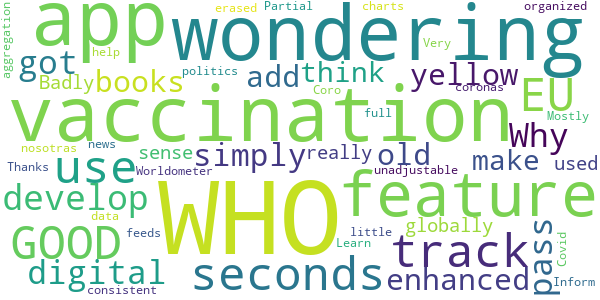 erased Partial charts organized
app wondering
aggregation
got help Very
Badly books politics add think yellow EU
Coro coronas
vaccination
full Mostly
nosotras news sense simply really old Why
Thanks use Worldometer unadjustable make used
develop WHO feature
data
GOOD feeds little globally
Learn track pass Covid
digital seconds enhanced Inform
consistent